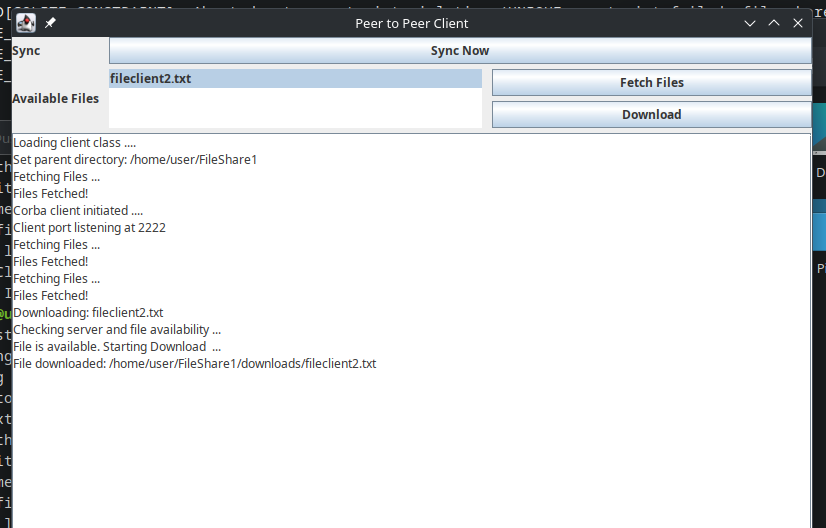 Peer to Peer Client
Sync
Sync Now
fileclient2.txt
Available Files
Fetch Files
Download
Loading client class ....
Set parent directory: /home/user/FileShare1
Fetching Files ...
Files Fetched!
Corba client initiated ....
Client port listening at 2222
Fetching Files ...
Files Fetched!
Fetching Files ...
Files Fetched!
Downloading: fileclient2.txt
Checking server and file availability ...
File is available. Starting Download  ...
File downloaded: /home/user/FileShare1/downloads/fileclient2.txt